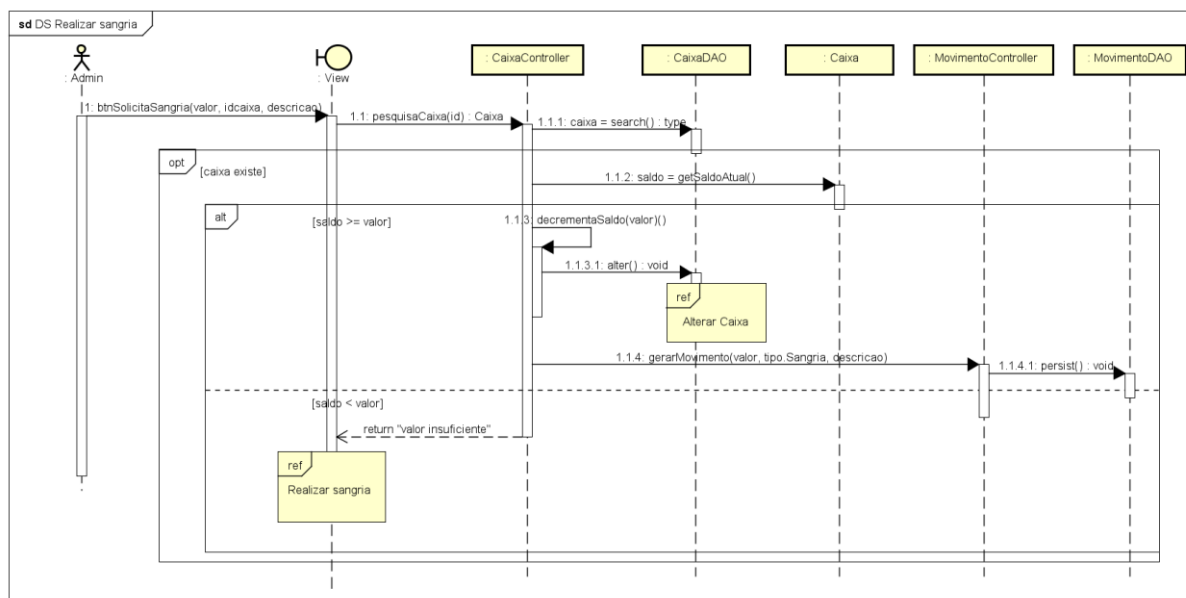 sd DS Realizar sangria
: Admin
: View
: CaixaController
: CaixaDAO
: Caixa
: MovimentoController
: MovimentoDAO
1: btnSolicitaSangria(valor, idcaixa, descricao)
1.1: pesquisaCaixa(id) : Caixa
1.1.1: caixa = search() : type
opt
[caixa existe]
1.1.2: saldo = getSaldoAtual()
alt
[saldo >= valor]
1.1.3: decrementaSaldo(valor)()
1.1.3.1: alter() : void
ref
Alterar Caixa
1.1.4: gerarMovimento(valor, tipo.Sangria, descricao)
1.1.4.1: persist() : void
[saldo < valor]
return "valor insuficiente"
ref
Realizar sangria